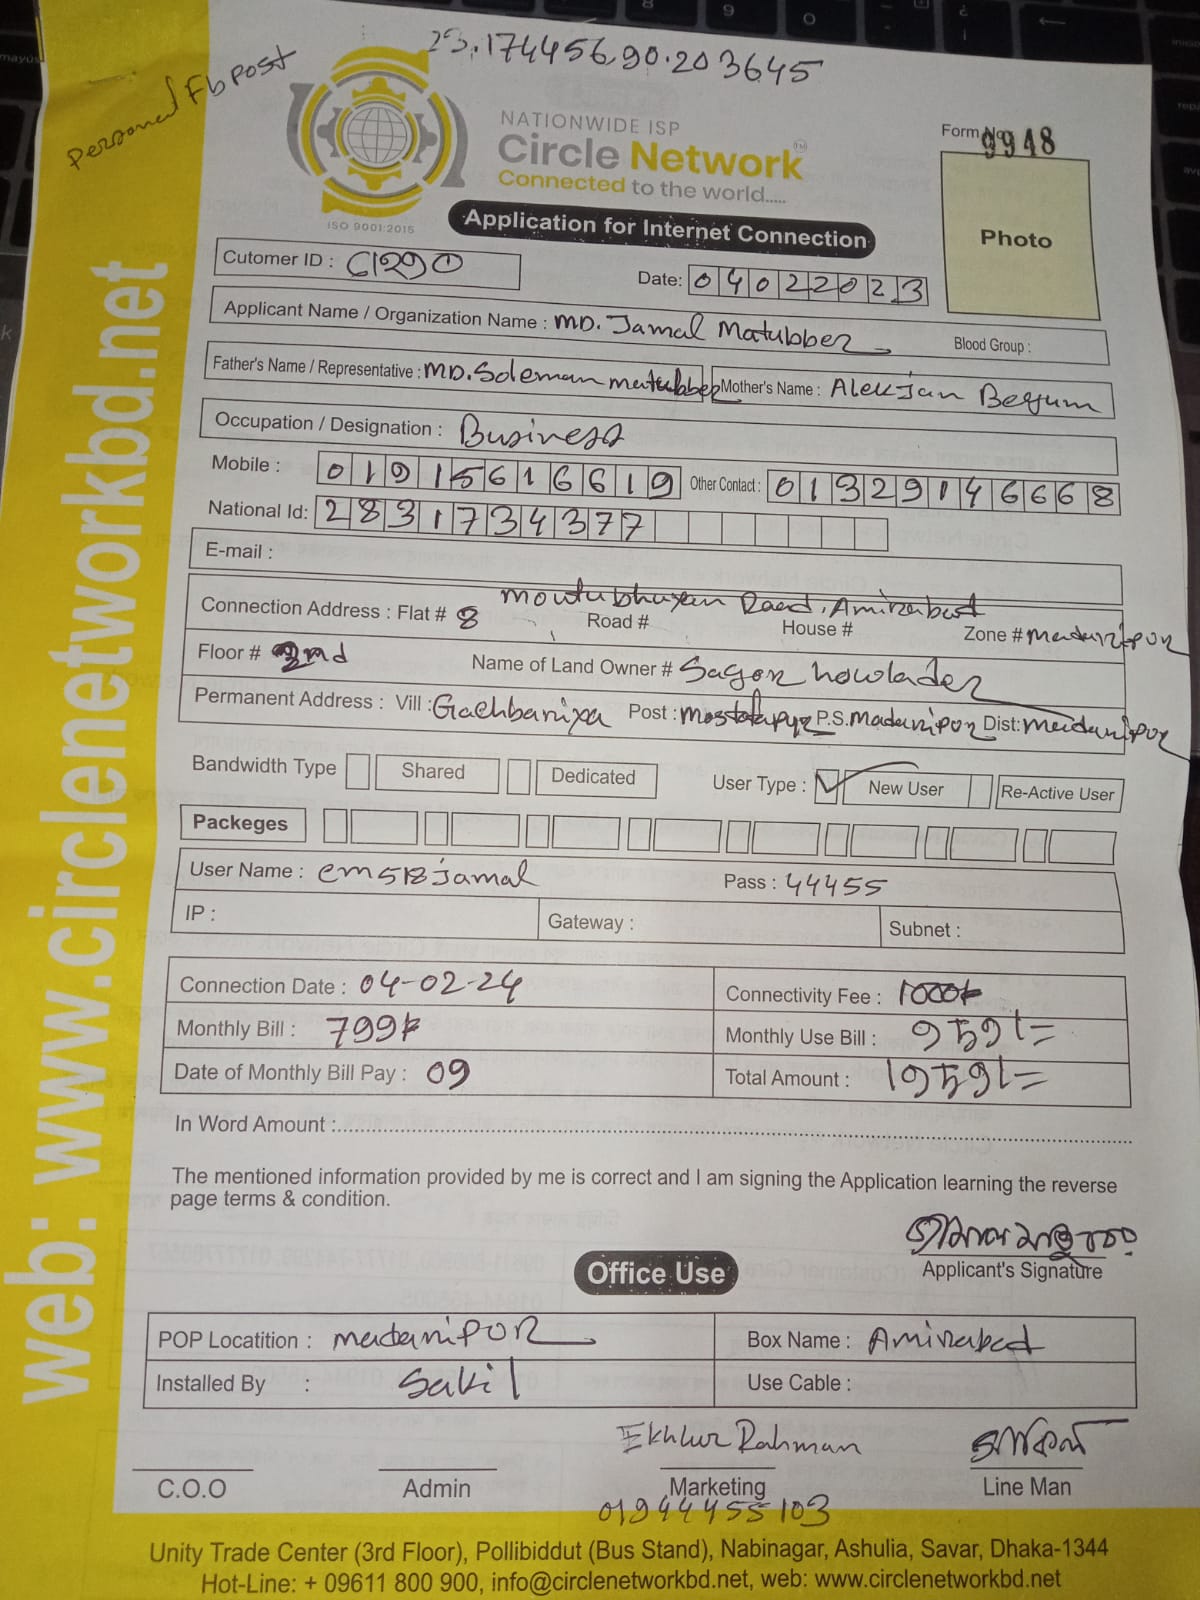 23.174456,90.203645
Personal Fb Post
NATIONWIDE ISP
Circle Network
TM
Connected to the world.....
ISO 9001:2015
Form No
9948
Application for Internet Connection
Photo
Cutomer ID : C1290
Date: 04022023
Applicant Name / Organization Name : MD. Jamal Matubber Blood Group :
Father's Name / Representative : MD. Soleman matubber Mother's Name : Alekjan Begum
Occupation / Designation : Business
Mobile : 01915616619 Other Contact : 01329146668
National Id: 2831734377
E-mail :
Road, Amirabad
Connection Address : Flat # 8 Road # House # Zone # madaripor
Floor # 2nd Name of Land Owner # Sagor howlader
Permanent Address : Vill : Gachbariya Post : Mostafapur P.S. Madaripor Dist: madaripor
Bandwidth Type Shared Dedicated User Type : ✓ New User Re-Active User
Packeges
User Name : em518jamal Pass : 44455
IP : Gateway : Subnet :
Connection Date : 04-02-24 Connectivity Fee : 1000৳
Monthly Bill : 799৳ Monthly Use Bill : ৭৯৭/=
Date of Monthly Bill Pay : 09 Total Amount : ১৭৯৭/=
In Word Amount :
The mentioned information provided by me is correct and I am signing the Application learning the reverse
page terms & condition.
জামাল মাতুব্বর
Applicant's Signature
Office Use
POP Locatition : madaripor Box Name : Amirabad
Installed By : Sakil Use Cable :
Ekhlur Rahman
C.O.O Admin Marketing Line Man
01944455103
Unity Trade Center (3rd Floor), Pollibiddut (Bus Stand), Nabinagar, Ashulia, Savar, Dhaka-1344
Hot-Line: + 09611 800 900, info@circlenetworkbd.net, web: www.circlenetworkbd.net
web: www.circlenetworkbd.net